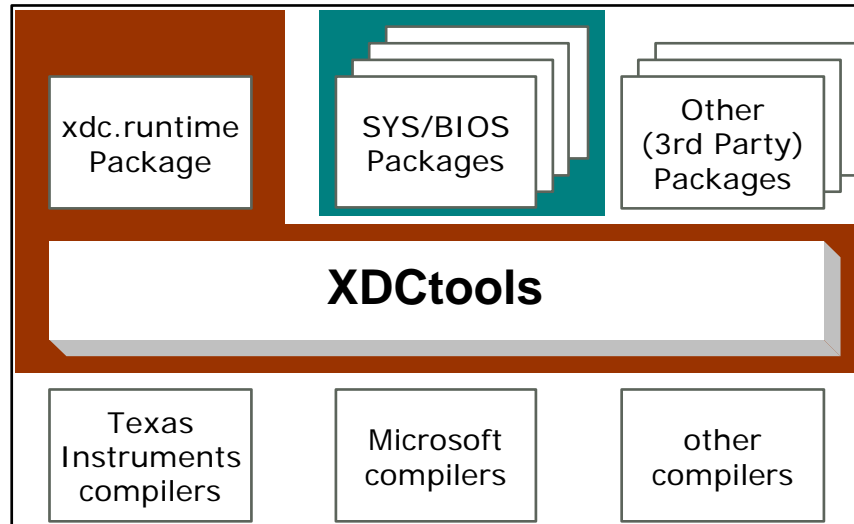 xdc.runtime
Package
SYS/BIOS
Packages
Other
(3rd Party)
Packages
XDCtools
Texas
Instruments
compilers
Microsoft
compilers
other
compilers